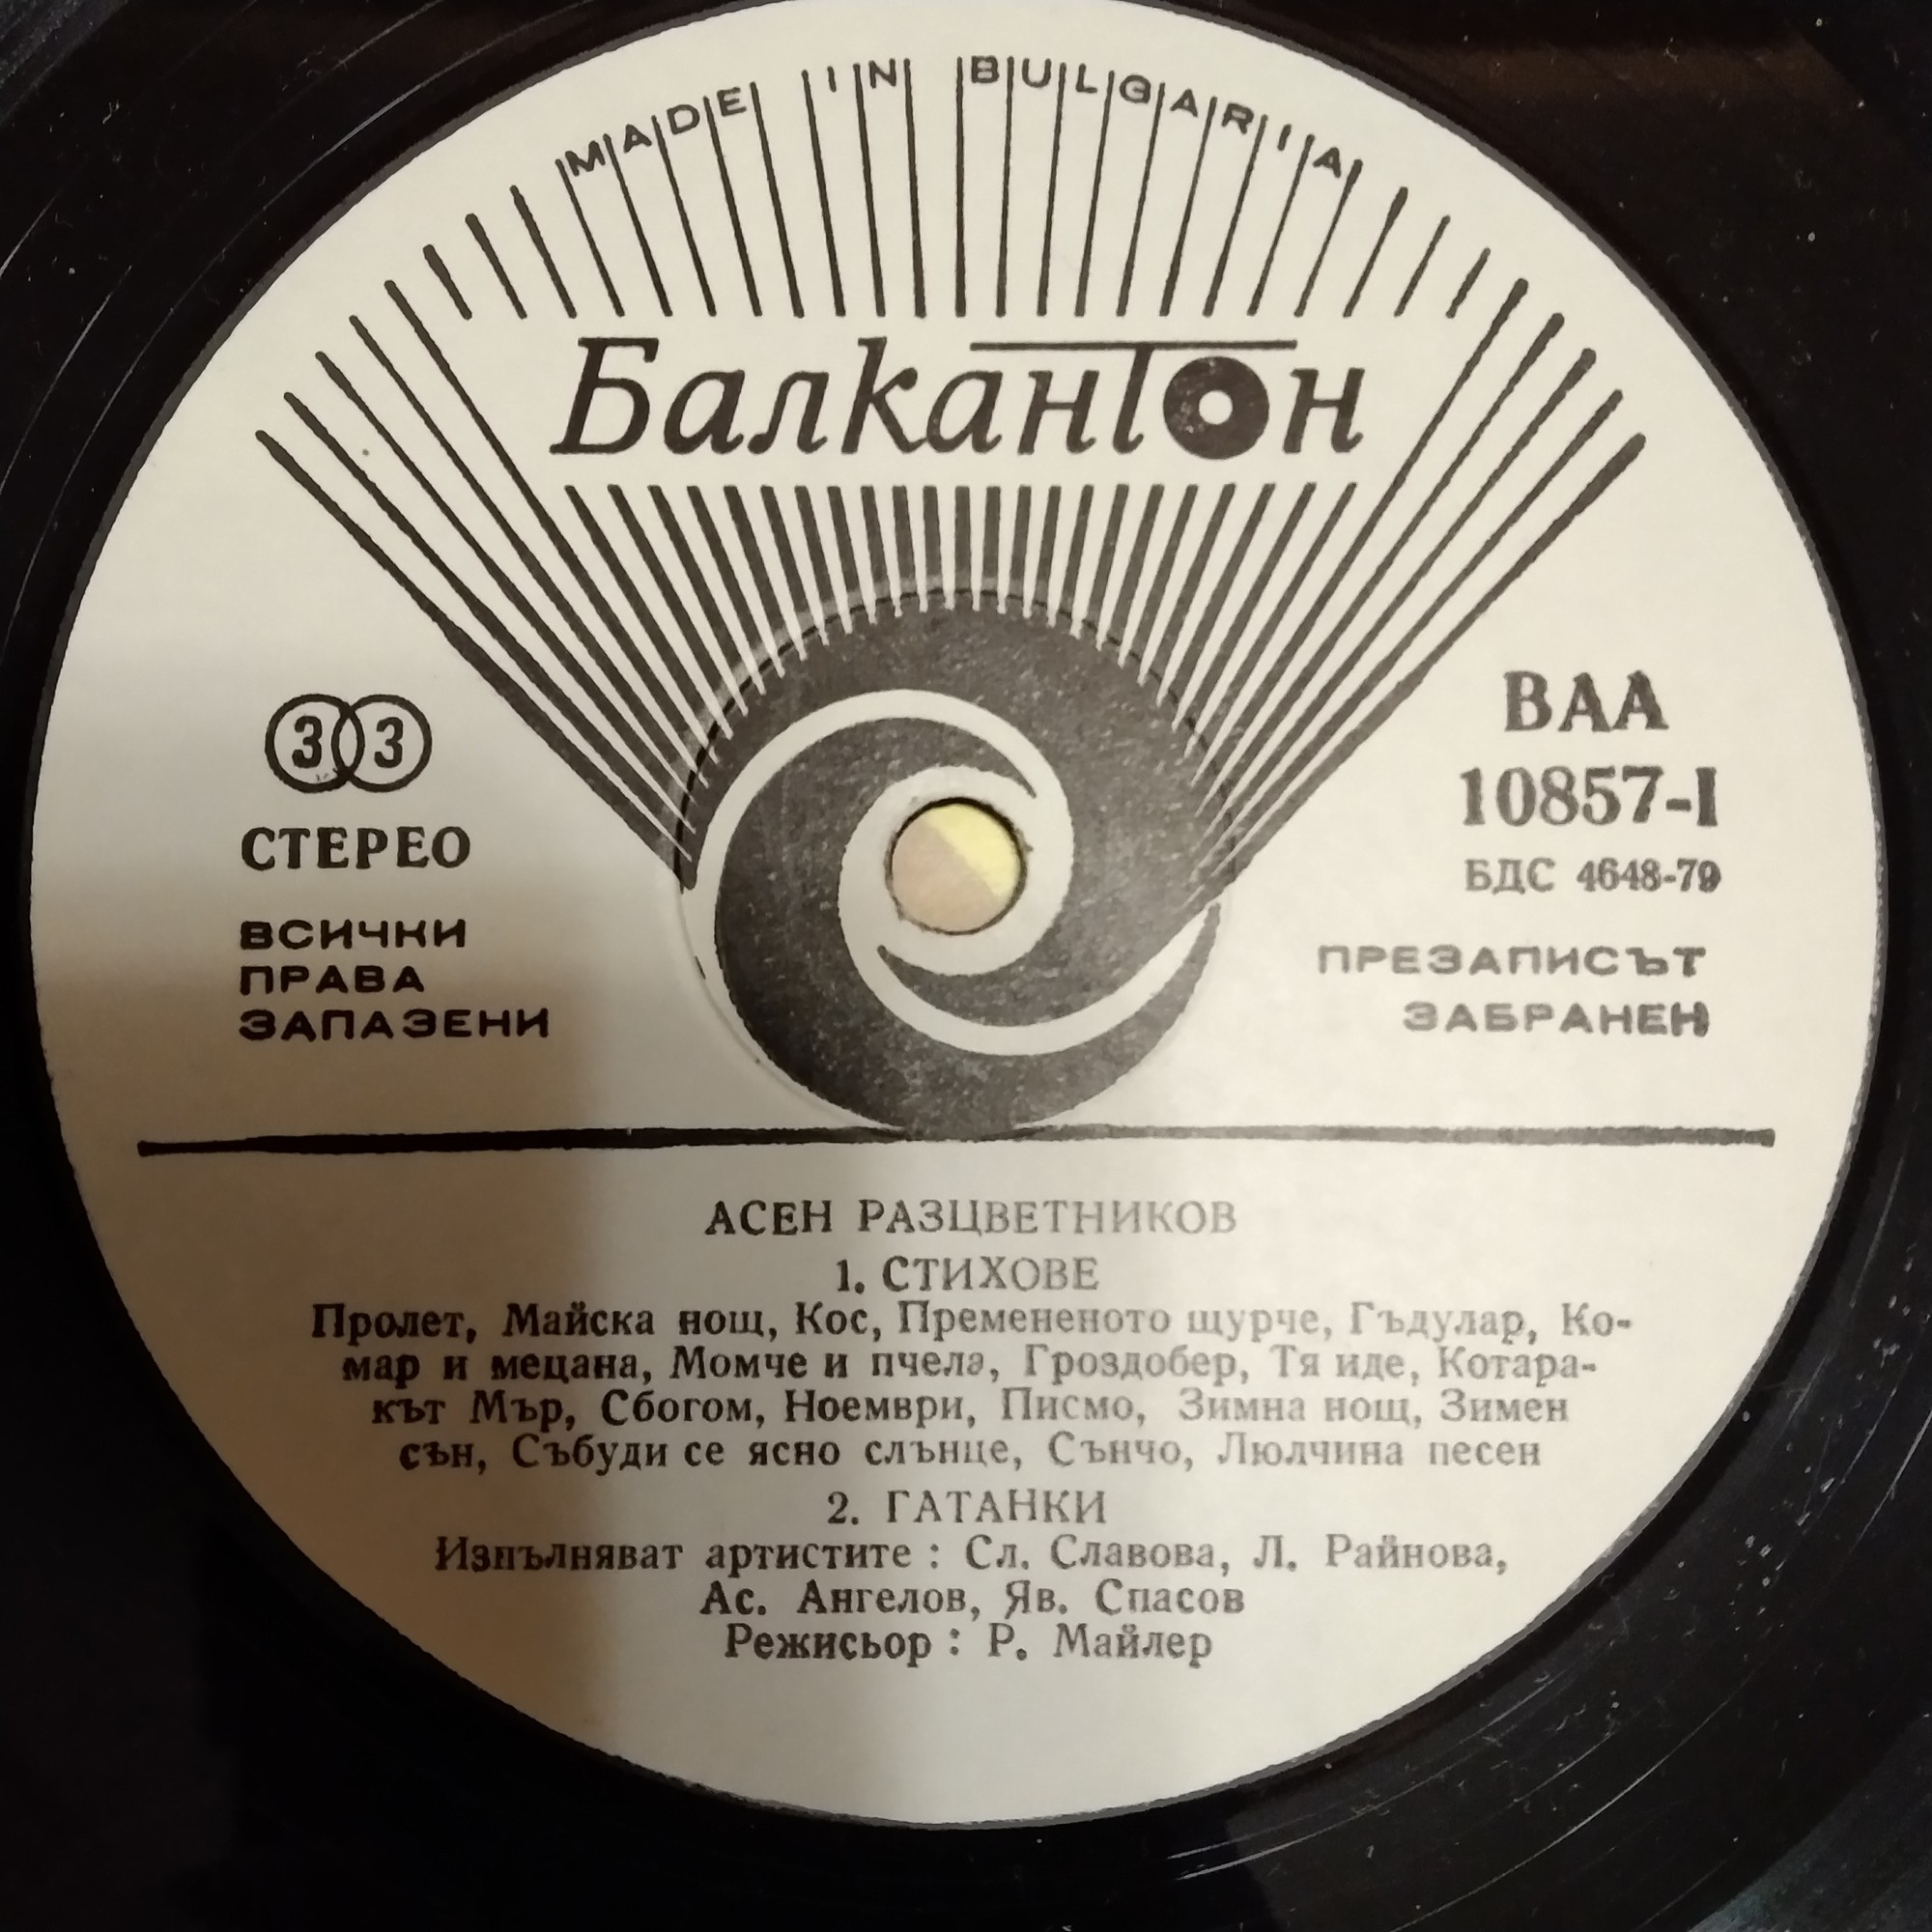 MADE IN BULGARIA
Балкантон
33
СТЕРЕО
ВСИЧКИ
ПРАВА
ЗАПАЗЕНИ
ВАА
10857-I
БДС 4648-79
ПРЕЗАПИСЪТ
ЗАБРАНЕН
АСЕН РАЗЦВЕТНИКОВ
1. СТИХОВЕ
Пролет, Майска нощ, Кос, Премененото щурче, Гъдулар, Ко-
мар и мецана, Момче и пчела, Гроздобер, Тя иде, Котара-
кът Мър, Сбогом, Ноември, Писмо, Зимна нощ, Зимен
сън, Събуди се ясно слънце, Сънчо, Люлчина песен
2. ГАТАНКИ
Изпълняват артистите : Сл. Славова, Л. Райнова,
Ас. Ангелов, Яв. Спасов
Режисьор : Р. Майлер